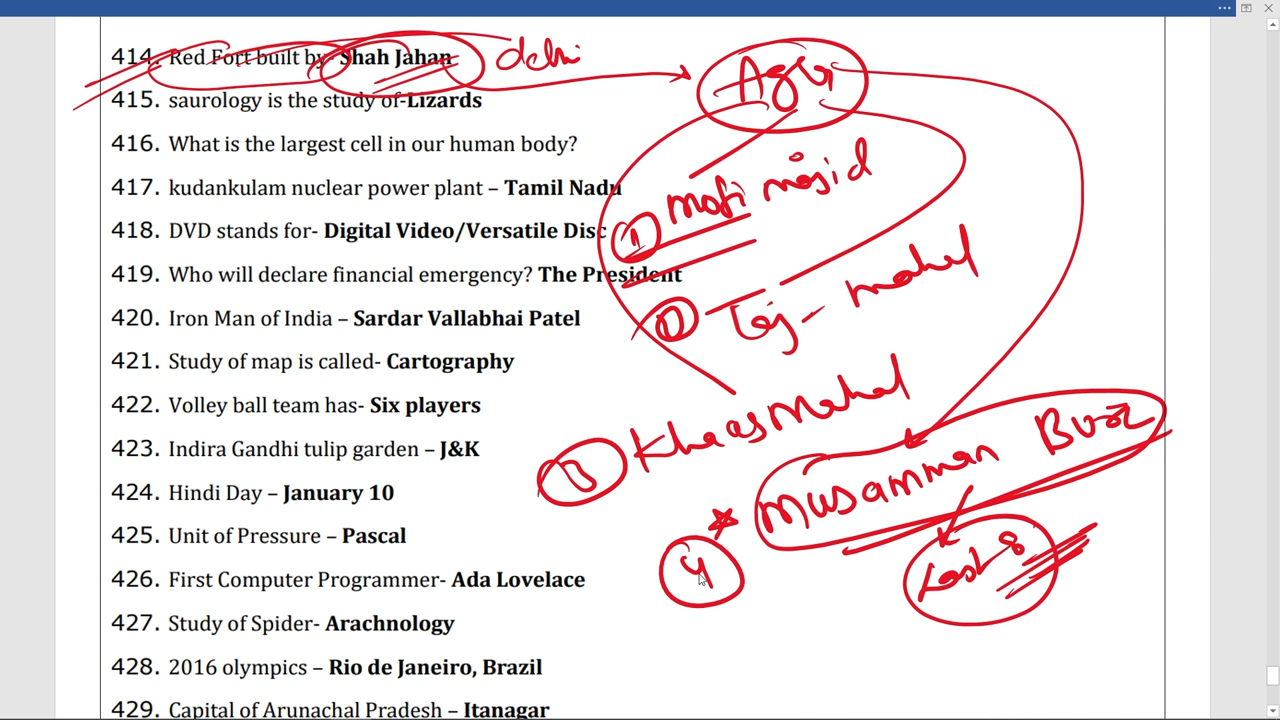 414. Red Fort built by- Shah Jahan
delhi
Agra
415. saurology is the study of-Lizards
416. What is the largest cell in our human body?
1 moti masjid
417. kudankulam nuclear power plant – Tamil Nadu
418. DVD stands for- Digital Video/Versatile Disc
419. Who will declare financial emergency? The President
Taj-mahal
420. Iron Man of India – Sardar Vallabhai Patel
421. Study of map is called- Cartography
422. Volley ball team has- Six players
Khaas Mahal
423. Indira Gandhi tulip garden – J&K
musamman Burz
424. Hindi Day – January 10
425. Unit of Pressure – Pascal
Last 8
4
426. First Computer Programmer- Ada Lovelace
427. Study of Spider- Arachnology
428. 2016 olympics – Rio de Janeiro, Brazil
429. Capital of Arunachal Pradesh – Itanagar